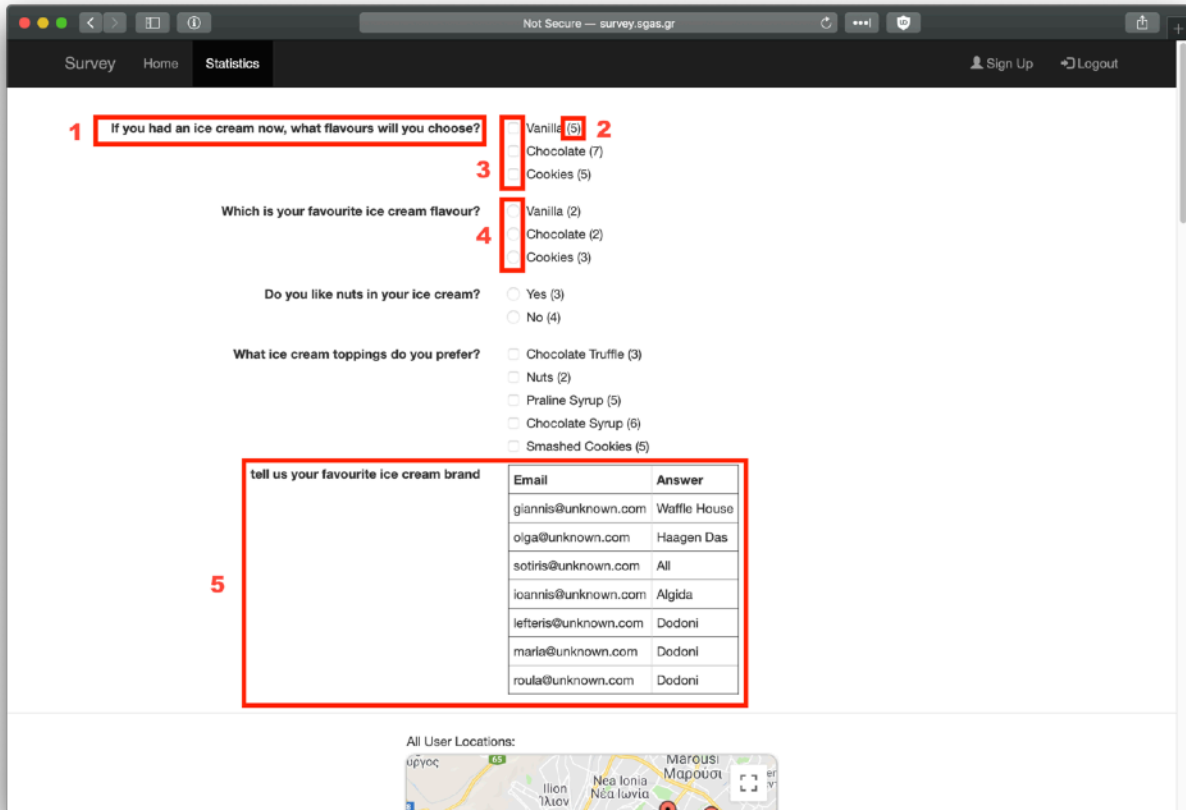 Not Secure — survey.sgas.gr
Survey Home Statistics Sign Up Logout
1 If you had an ice cream now, what flavours will you choose? Vanilla (5) 2
Chocolate (7)
3 Cookies (5)
Which is your favourite ice cream flavour? Vanilla (2)
4 Chocolate (2)
Cookies (3)
Do you like nuts in your ice cream? Yes (3)
No (4)
What ice cream toppings do you prefer? Chocolate Truffle (3)
Nuts (2)
Praline Syrup (5)
Chocolate Syrup (6)
Smashed Cookies (5)
tell us your favourite ice cream brand Email Answer
giannis@unknown.com Waffle House
olga@unknown.com Haagen Das
sotiris@unknown.com All
5 ioannis@unknown.com Algida
lefteris@unknown.com Dodoni
maria@unknown.com Dodoni
roula@unknown.com Dodoni
All User Locations:
65 Marousi
Μαρούσι
Nea Ionia
Ilion Νέα Ιωνία
Ίλιον